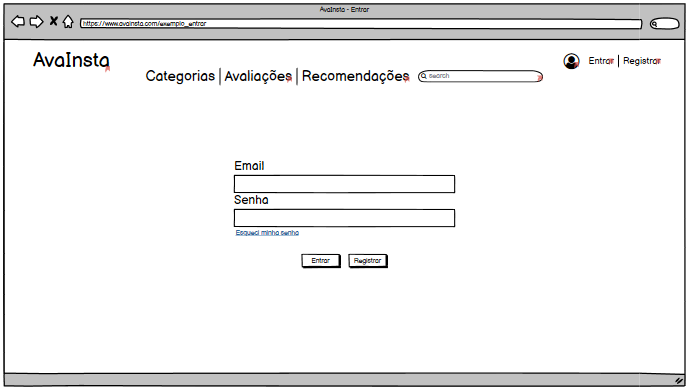 AvaInsta - Entrar
https://www.avainsta.com/exemplo_entrar
AvaInsta
Entrar | Registrar
Categorias | Avaliações | Recomendações
search
Email
Senha
Esqueci minha senha
Entrar
Registrar